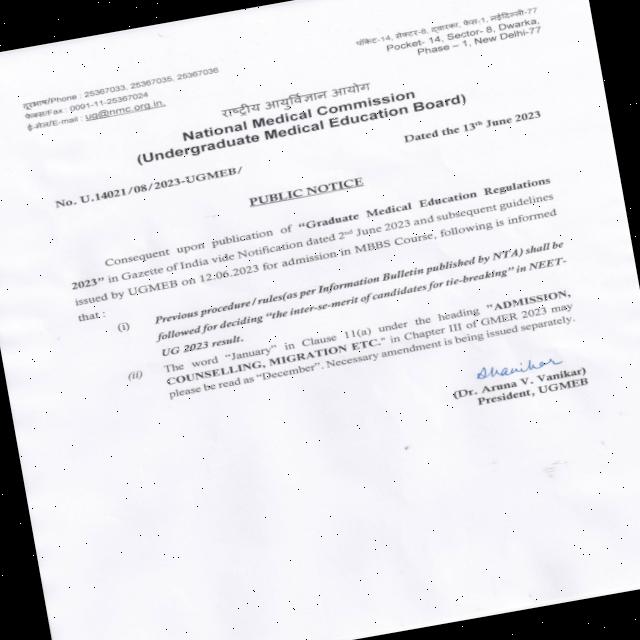 पॉकेट-14, सेक्टर-8, द्वारका, फेस-1, नईदिल्ली-77
Pocket- 14, Sector- 8, Dwarka,
Phase – 1, New Delhi-77
दूरभाष/Phone : 25367033, 25367035, 25367036
फेक्स/Fax : 0091-11-25367024
ई-मेल/E-mail : ug@nmc.org.in,
राष्ट्रीय आयुर्विज्ञान आयोग
National Medical Commission
(Undergraduate Medical Education Board)
Dated the 13th June 2023
No. U.14021/08/2023-UGMEB/
PUBLIC NOTICE
Consequent upon publication of “Graduate Medical Education Regulations
2023” in Gazette of India vide Notification dated 2nd June 2023 and subsequent guidelines
issued by UGMEB on 12.06.2023 for admission in MBBS Course, following is informed
that :
(i) Previous procedure/rules(as per Information Bulletin published by NTA) shall be
followed for deciding “the inter-se-merit of candidates for tie-breaking” in NEET-
UG 2023 result.
(ii) The word “January” in Clause 11(a) under the heading "ADMISSION,
COUNSELLING, MIGRATION ETC." in Chapter III of GMER 2023 may
please be read as “December”. Necessary amendment is being issued separately.
(Dr. Aruna V. Vanikar)
President, UGMEB